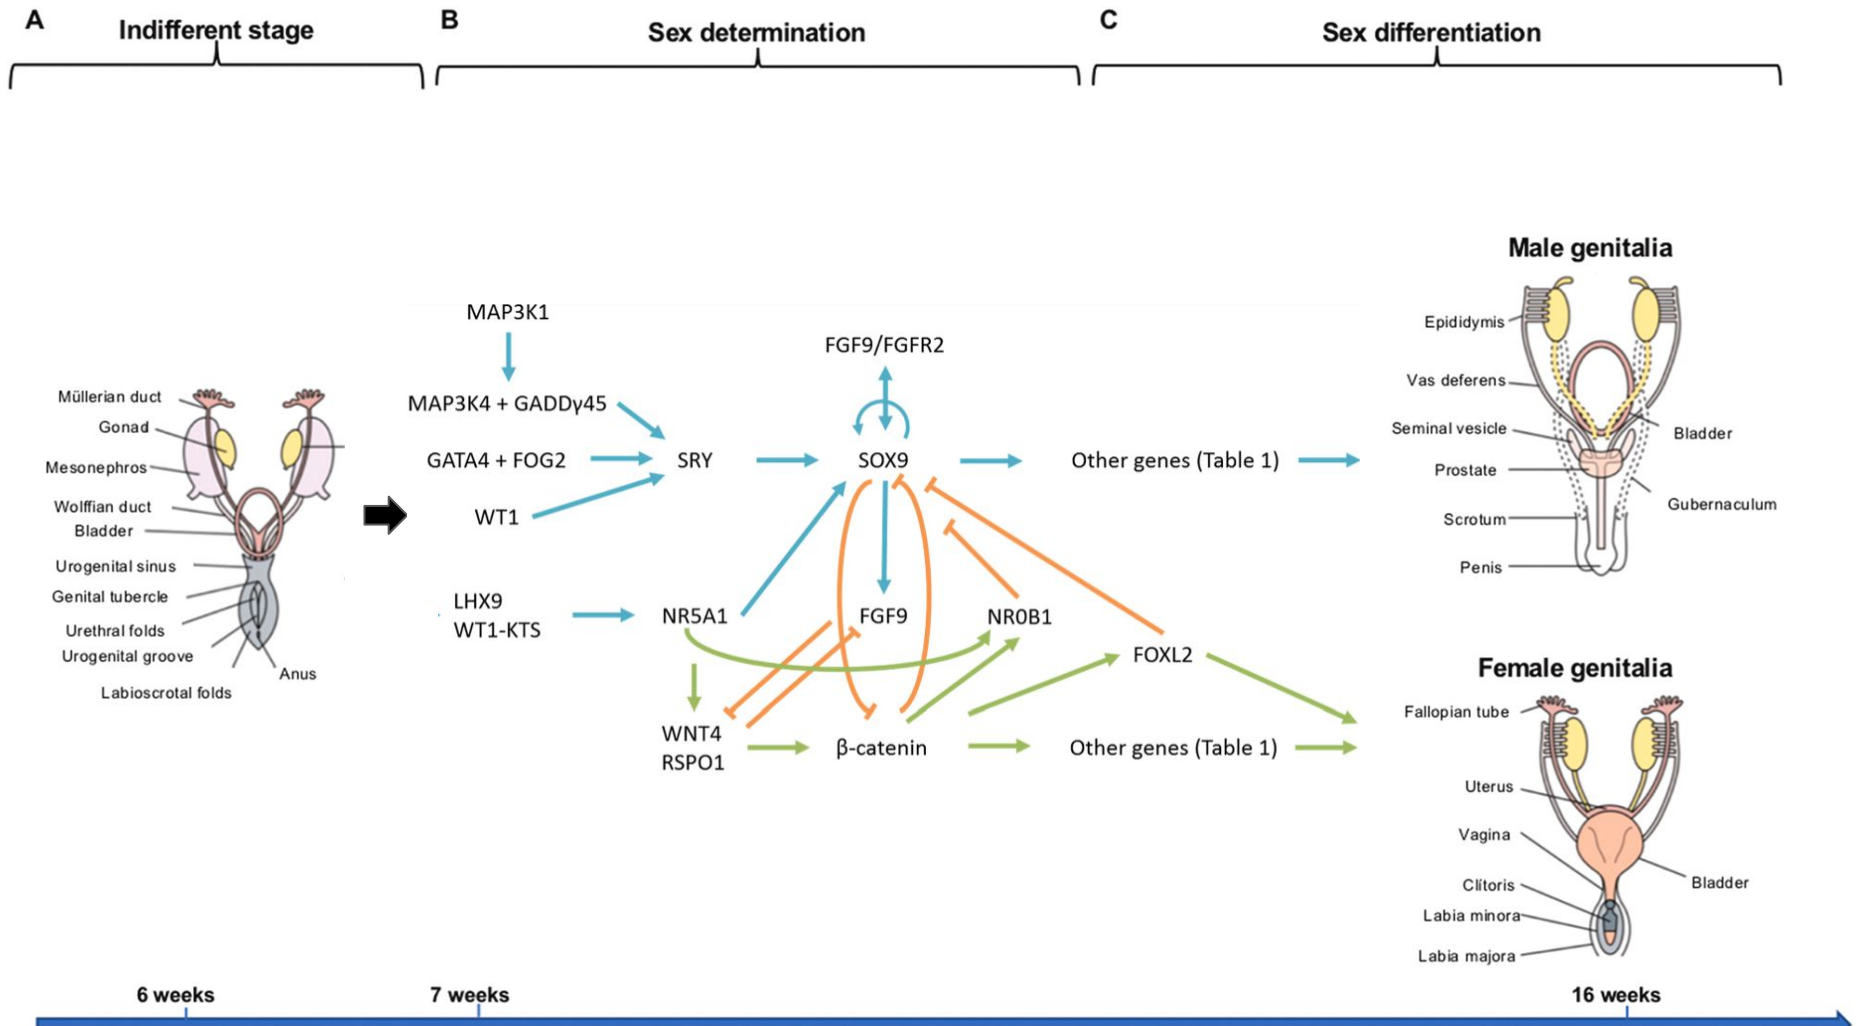 A
Indifferent stage
B
Sex determination
C
Sex differentiation
Müllerian duct
Gonad
Mesonephros
Wolffian duct
Bladder
Urogenital sinus
Genital tubercle
Urethral folds
Urogenital groove
Labioscrotal folds
Anus
MAP3K1
MAP3K4 + GADDγ45
GATA4 + FOG2
WT1
SRY
FGF9/FGFR2
SOX9
Other genes (Table 1)
LHX9
WT1-KTS
NR5A1
FGF9
NR0B1
FOXL2
WNT4
RSPO1
β-catenin
Other genes (Table 1)
Male genitalia
Epididymis
Vas deferens
Seminal vesicle
Bladder
Prostate
Gubernaculum
Scrotum
Penis
Female genitalia
Fallopian tube
Uterus
Vagina
Bladder
Clítoris
Labia minora
Labia majora
6 weeks
7 weeks
16 weeks